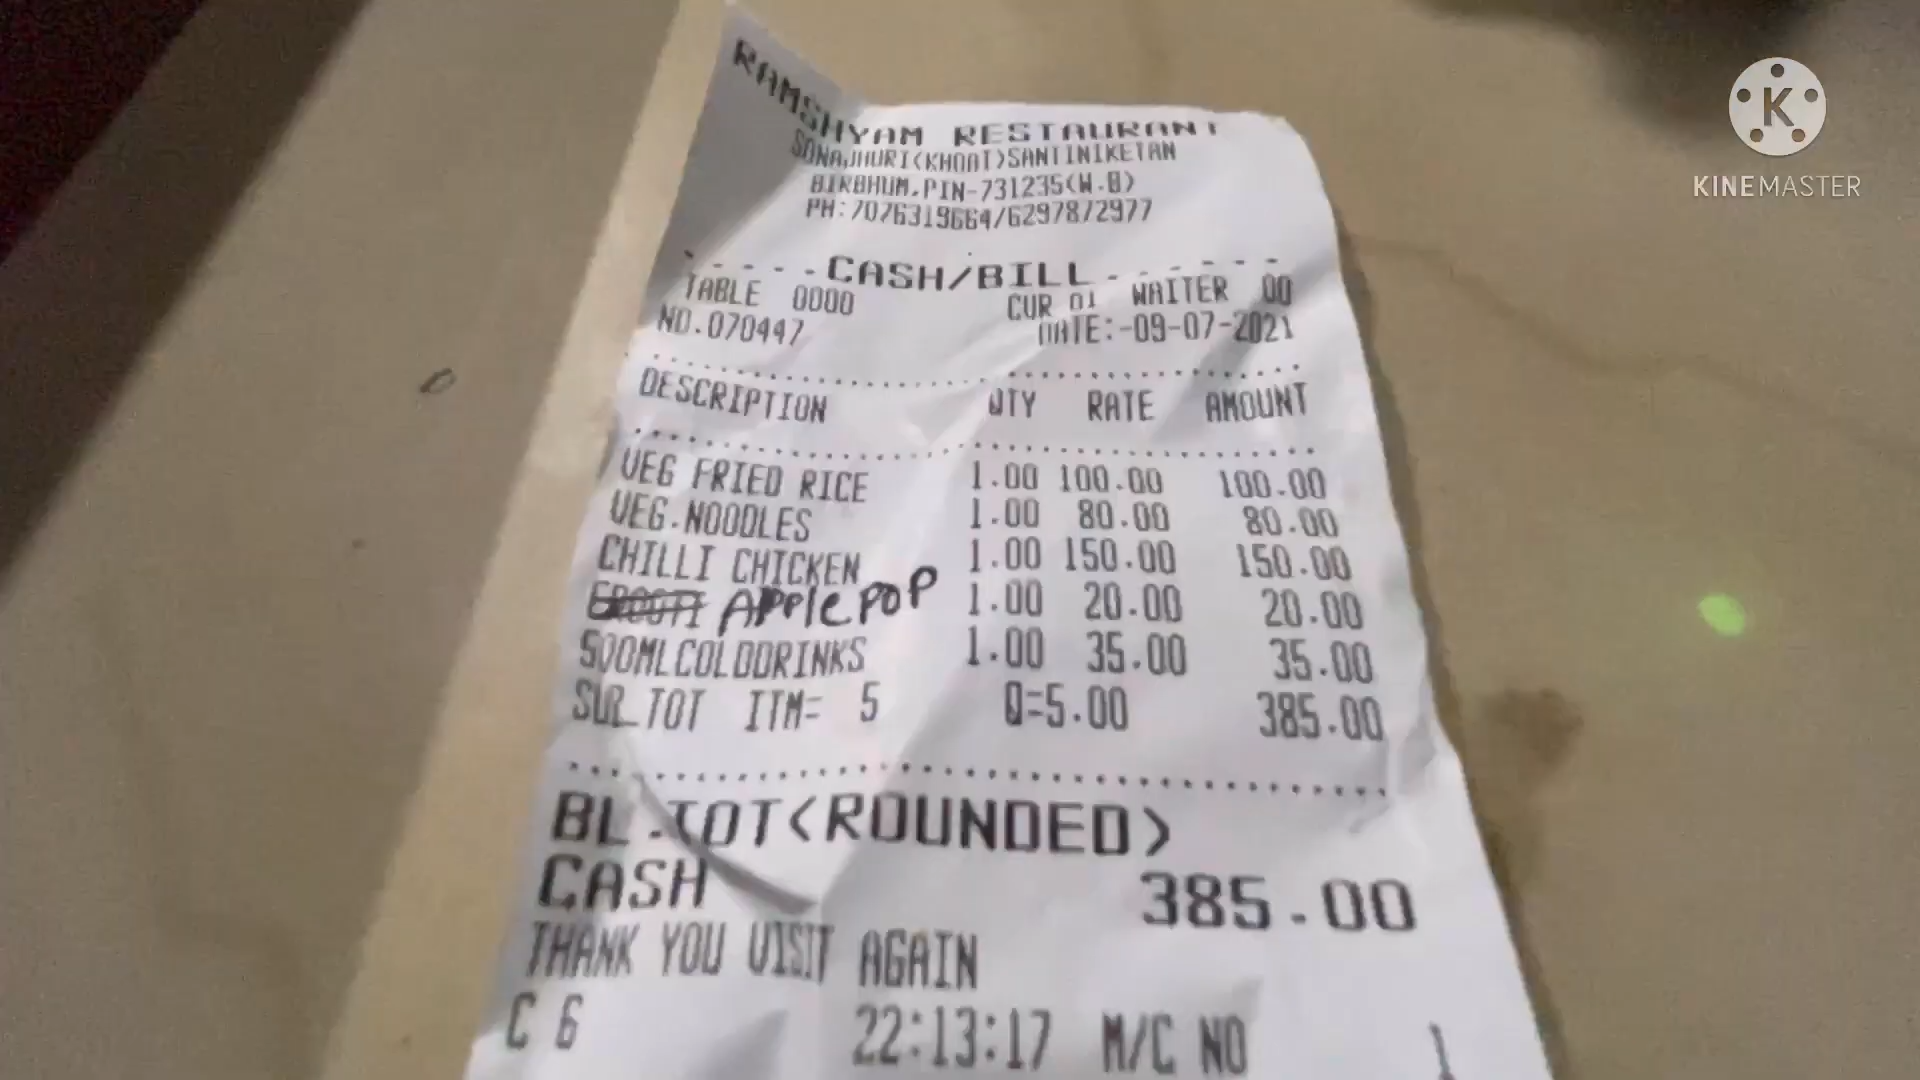 RAMSHYAM RESTAURANT
SONAJHURI(KHOAI)SANTINIKETAN
BIRBHUM.PIN-731235(W.B)
PH:7076319664/6297872977
CASH/BILL
TABLE 0000 CUR 01 WAITER 00
NO.070447 DATE:-09-07-2021
DESCRIPTION QTY RATE AMOUNT
VEG FRIED RICE 1.00 100.00 100.00
VEG.NOODLES 1.00 80.00 80.00
CHILLI CHICKEN 1.00 150.00 150.00
APPle POP 1.00 20.00 20.00
500MLCOLDDRINKS 1.00 35.00 35.00
SUB TOT ITM= 5 Q=5.00 385.00
BL.TOT(ROUNDED)
CASH 385.00
THANK YOU VISIT AGAIN
C 6 22:13:17 M/C NO 1
K
KINEMASTER